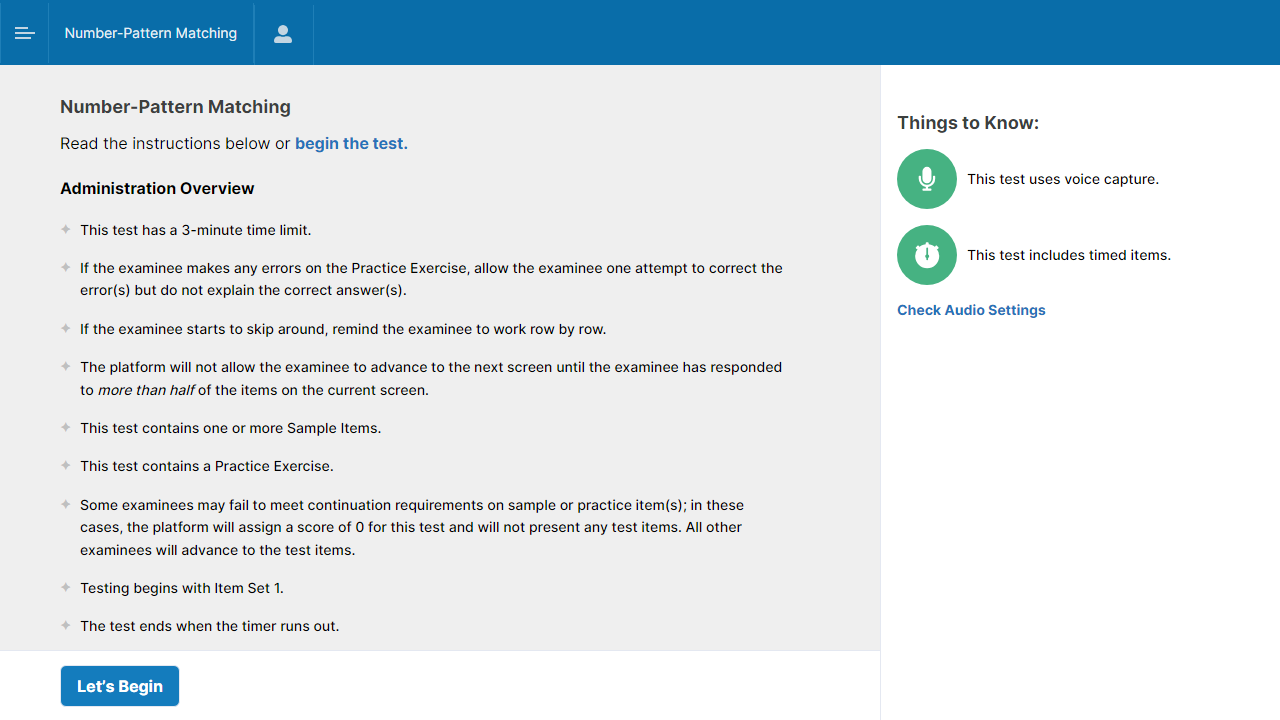 Number-Pattern Matching
Number-Pattern Matching
Read the instructions below or begin the test.
Administration Overview
This test has a 3-minute time limit.
If the examinee makes any errors on the Practice Exercise, allow the examinee one attempt to correct the
error(s) but do not explain the correct answer(s).
If the examinee starts to skip around, remind the examinee to work row by row.
The platform will not allow the examinee to advance to the next screen until the examinee has responded
to more than half of the items on the current screen.
This test contains one or more Sample Items.
This test contains a Practice Exercise.
Some examinees may fail to meet continuation requirements on sample or practice item(s); in these
cases, the platform will assign a score of 0 for this test and will not present any test items. All other
examinees will advance to the test items.
Testing begins with Item Set 1.
The test ends when the timer runs out.
Let's Begin
Things to Know:
This test uses voice capture.
This test includes timed items.
Check Audio Settings